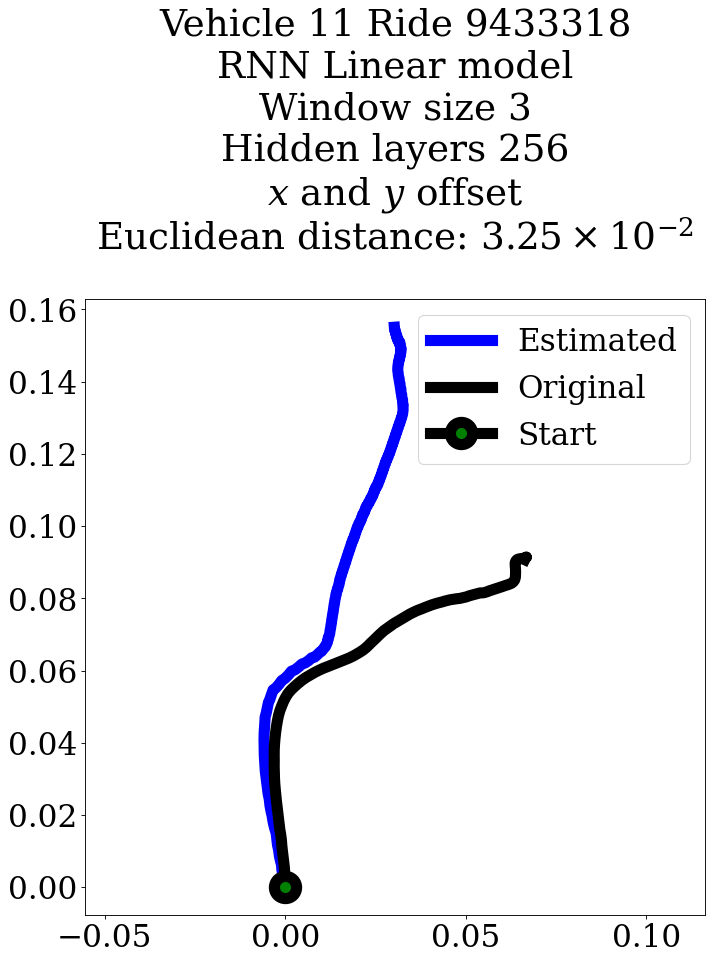 Vehicle 11 Ride 9433318
RNN Linear model
Window size 3
Hidden layers 256
x and y offset
Euclidean distance: 3.25 × 10⁻²
0.16
0.14
0.12
0.10
0.08
0.06
0.04
0.02
0.00
Estimated
Original
Start
−0.05
0.00
0.05
0.10